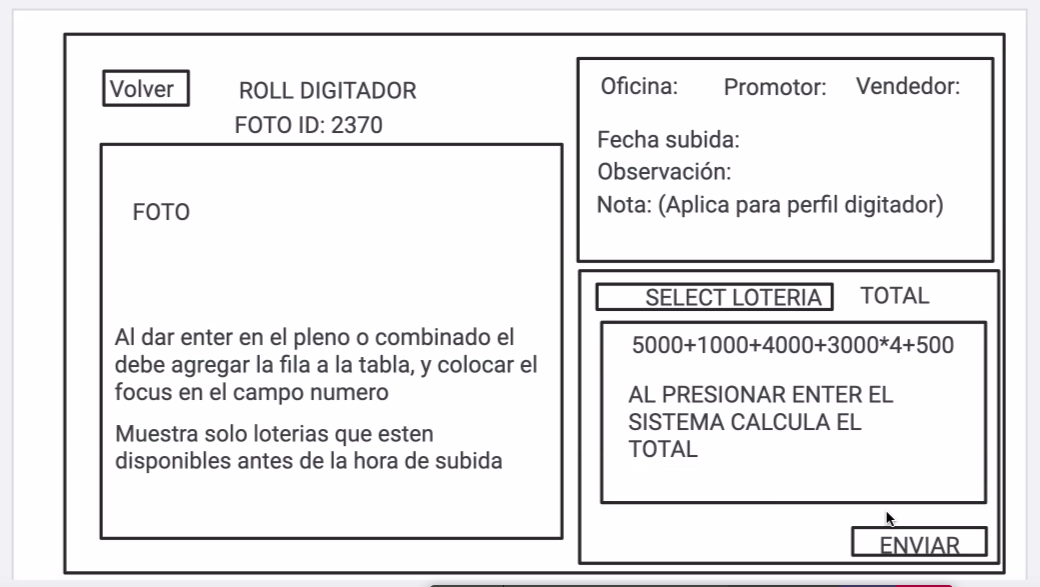 Volver
ROLL DIGITADOR
FOTO ID: 2370
FOTO
Al dar enter en el pleno o combinado el
debe agregar la fila a la tabla, y colocar el
focus en el campo numero
Muestra solo loterias que esten
disponibles antes de la hora de subida
Oficina: Promotor: Vendedor:
Fecha subida:
Observación:
Nota: (Aplica para perfil digitador)
SELECT LOTERIA TOTAL
5000+1000+4000+3000*4+500
AL PRESIONAR ENTER EL
SISTEMA CALCULA EL
TOTAL
ENVIAR